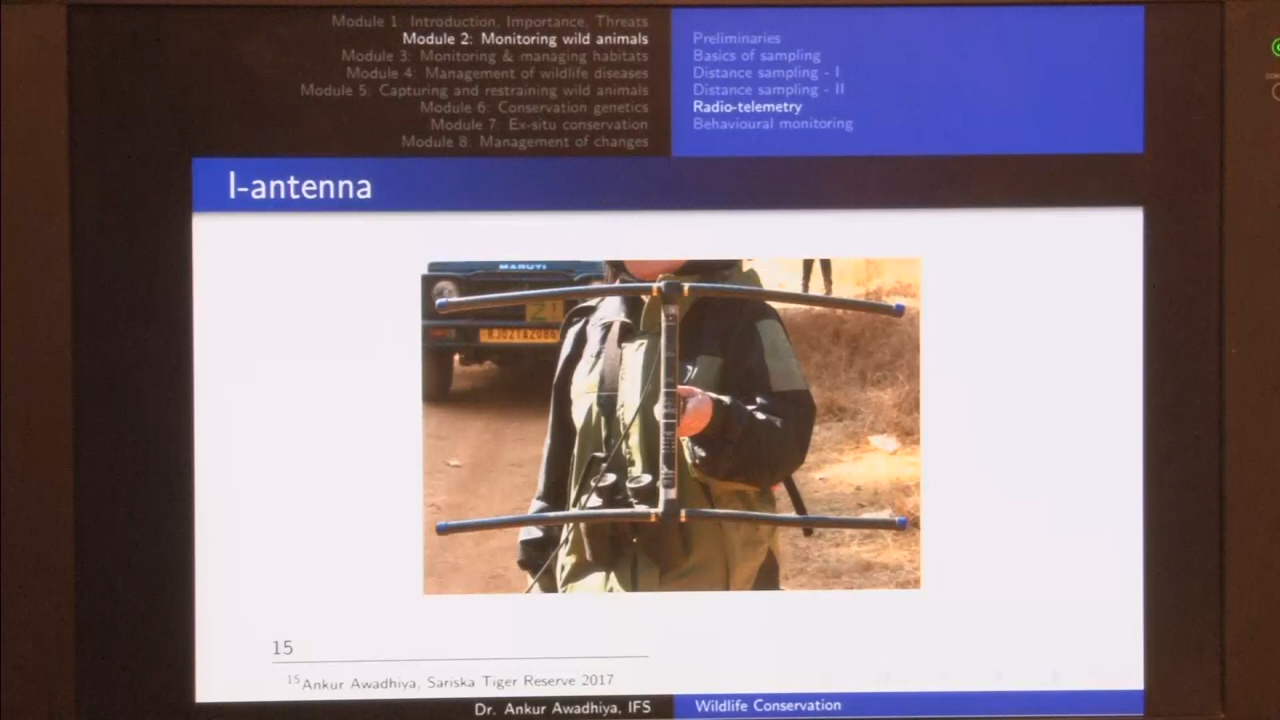 Module 1: Introduction, Importance, Threats
Module 2: Monitoring wild animals
Module 3: Monitoring & managing habitats
Module 4: Management of wildlife diseases
Module 5: Capturing and restraining wild animals
Module 6: Conservation genetics
Module 7: Ex-situ conservation
Module 8: Management of changes
Preliminaries
Basics of sampling
Distance sampling - I
Distance sampling - II
Radio-telemetry
Behavioural monitoring
I-antenna
MARUTI
15
15Ankur Awadhiya, Sariska Tiger Reserve 2017
Dr. Ankur Awadhiya, IFS
Wildlife Conservation